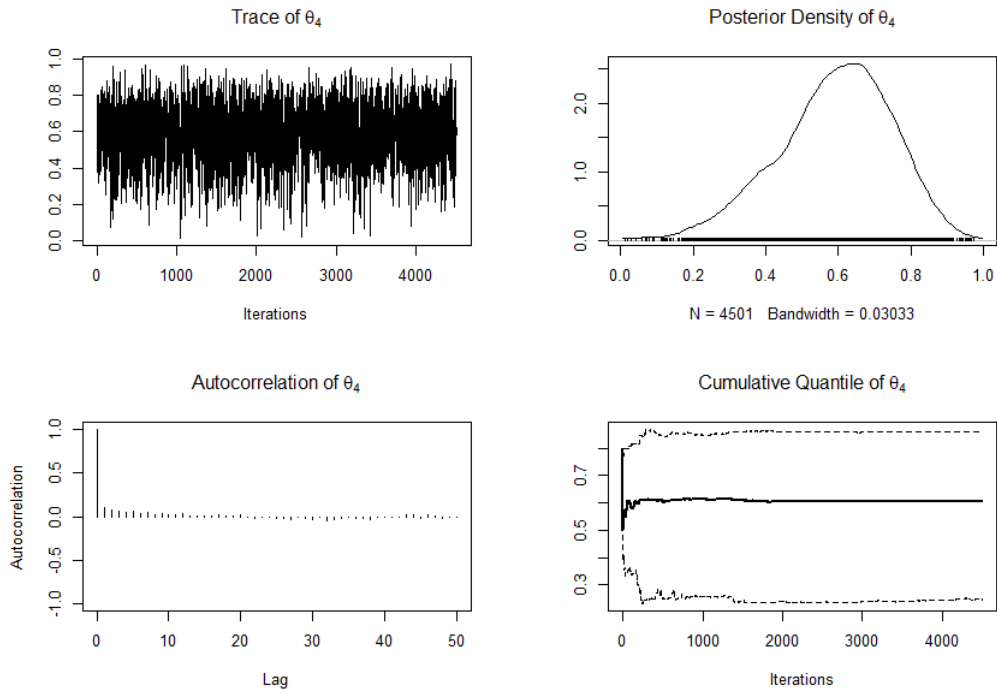 Trace of θ4
1.0
0.8
0.6
0.4
0.2
0.0
0 1000 2000 3000 4000
Iterations
Posterior Density of θ4
2.0
1.0
0.0
0.0 0.2 0.4 0.6 0.8 1.0
N = 4501 Bandwidth = 0.03033
Autocorrelation of θ4
Autocorrelation
1.0
0.5
0.0
-0.5
-1.0
0 10 20 30 40 50
Lag
Cumulative Quantile of θ4
0.7
0.5
0.3
0 1000 2000 3000 4000
Iterations